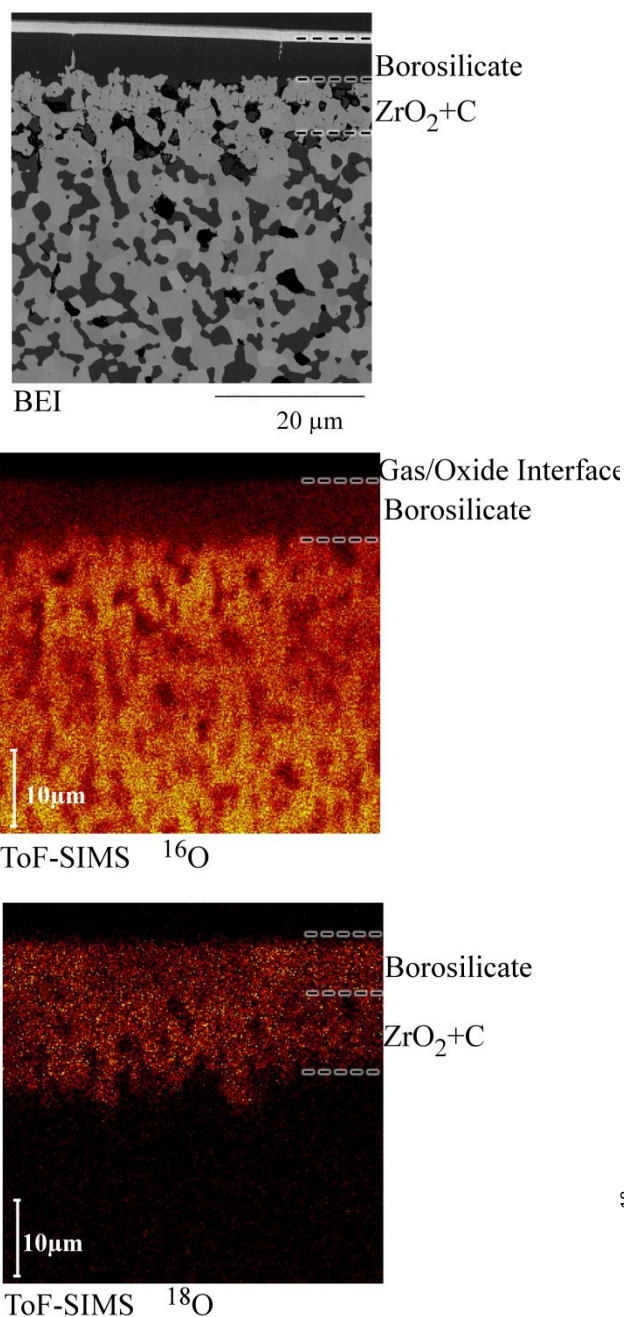 Borosilicate
ZrO₂+C
BEI
20 μm
Gas/Oxide Interface
Borosilicate
10μm
ToF-SIMS ¹⁶O
Borosilicate
ZrO₂+C
10μm
ToF-SIMS ¹⁸O